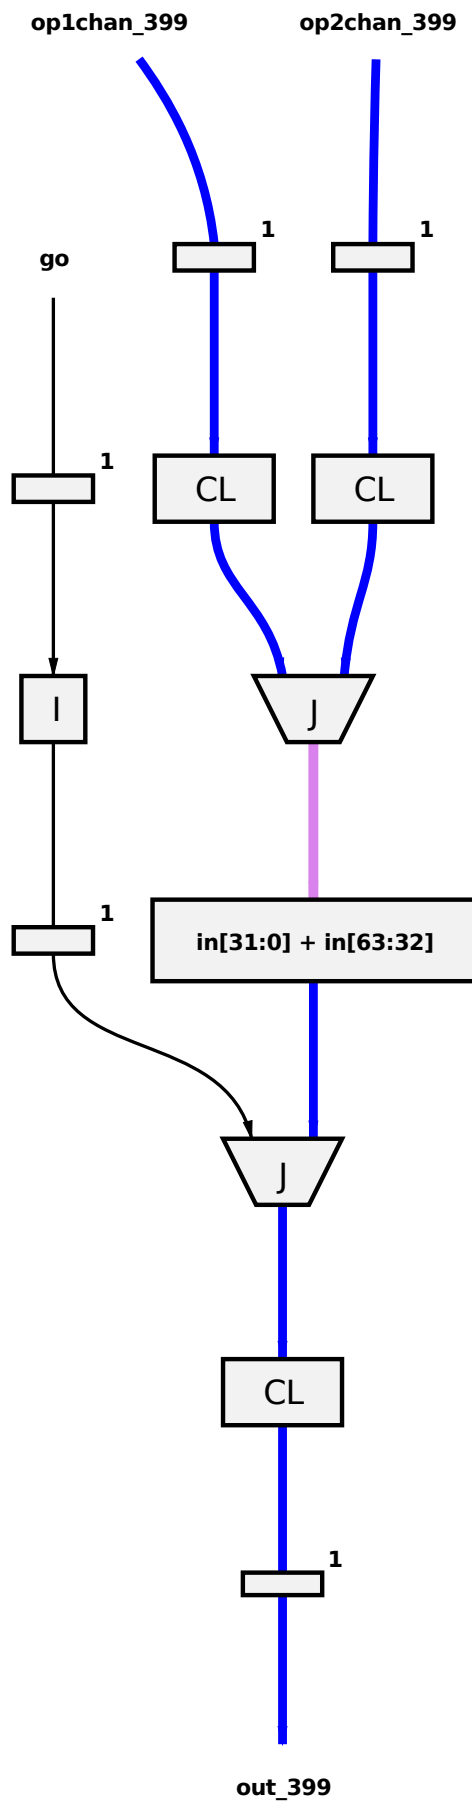 op1chan_399 op2chan_399
1 1
go
1
CL CL
I J
1
in[31:0] + in[63:32]
J
CL
1
out_399